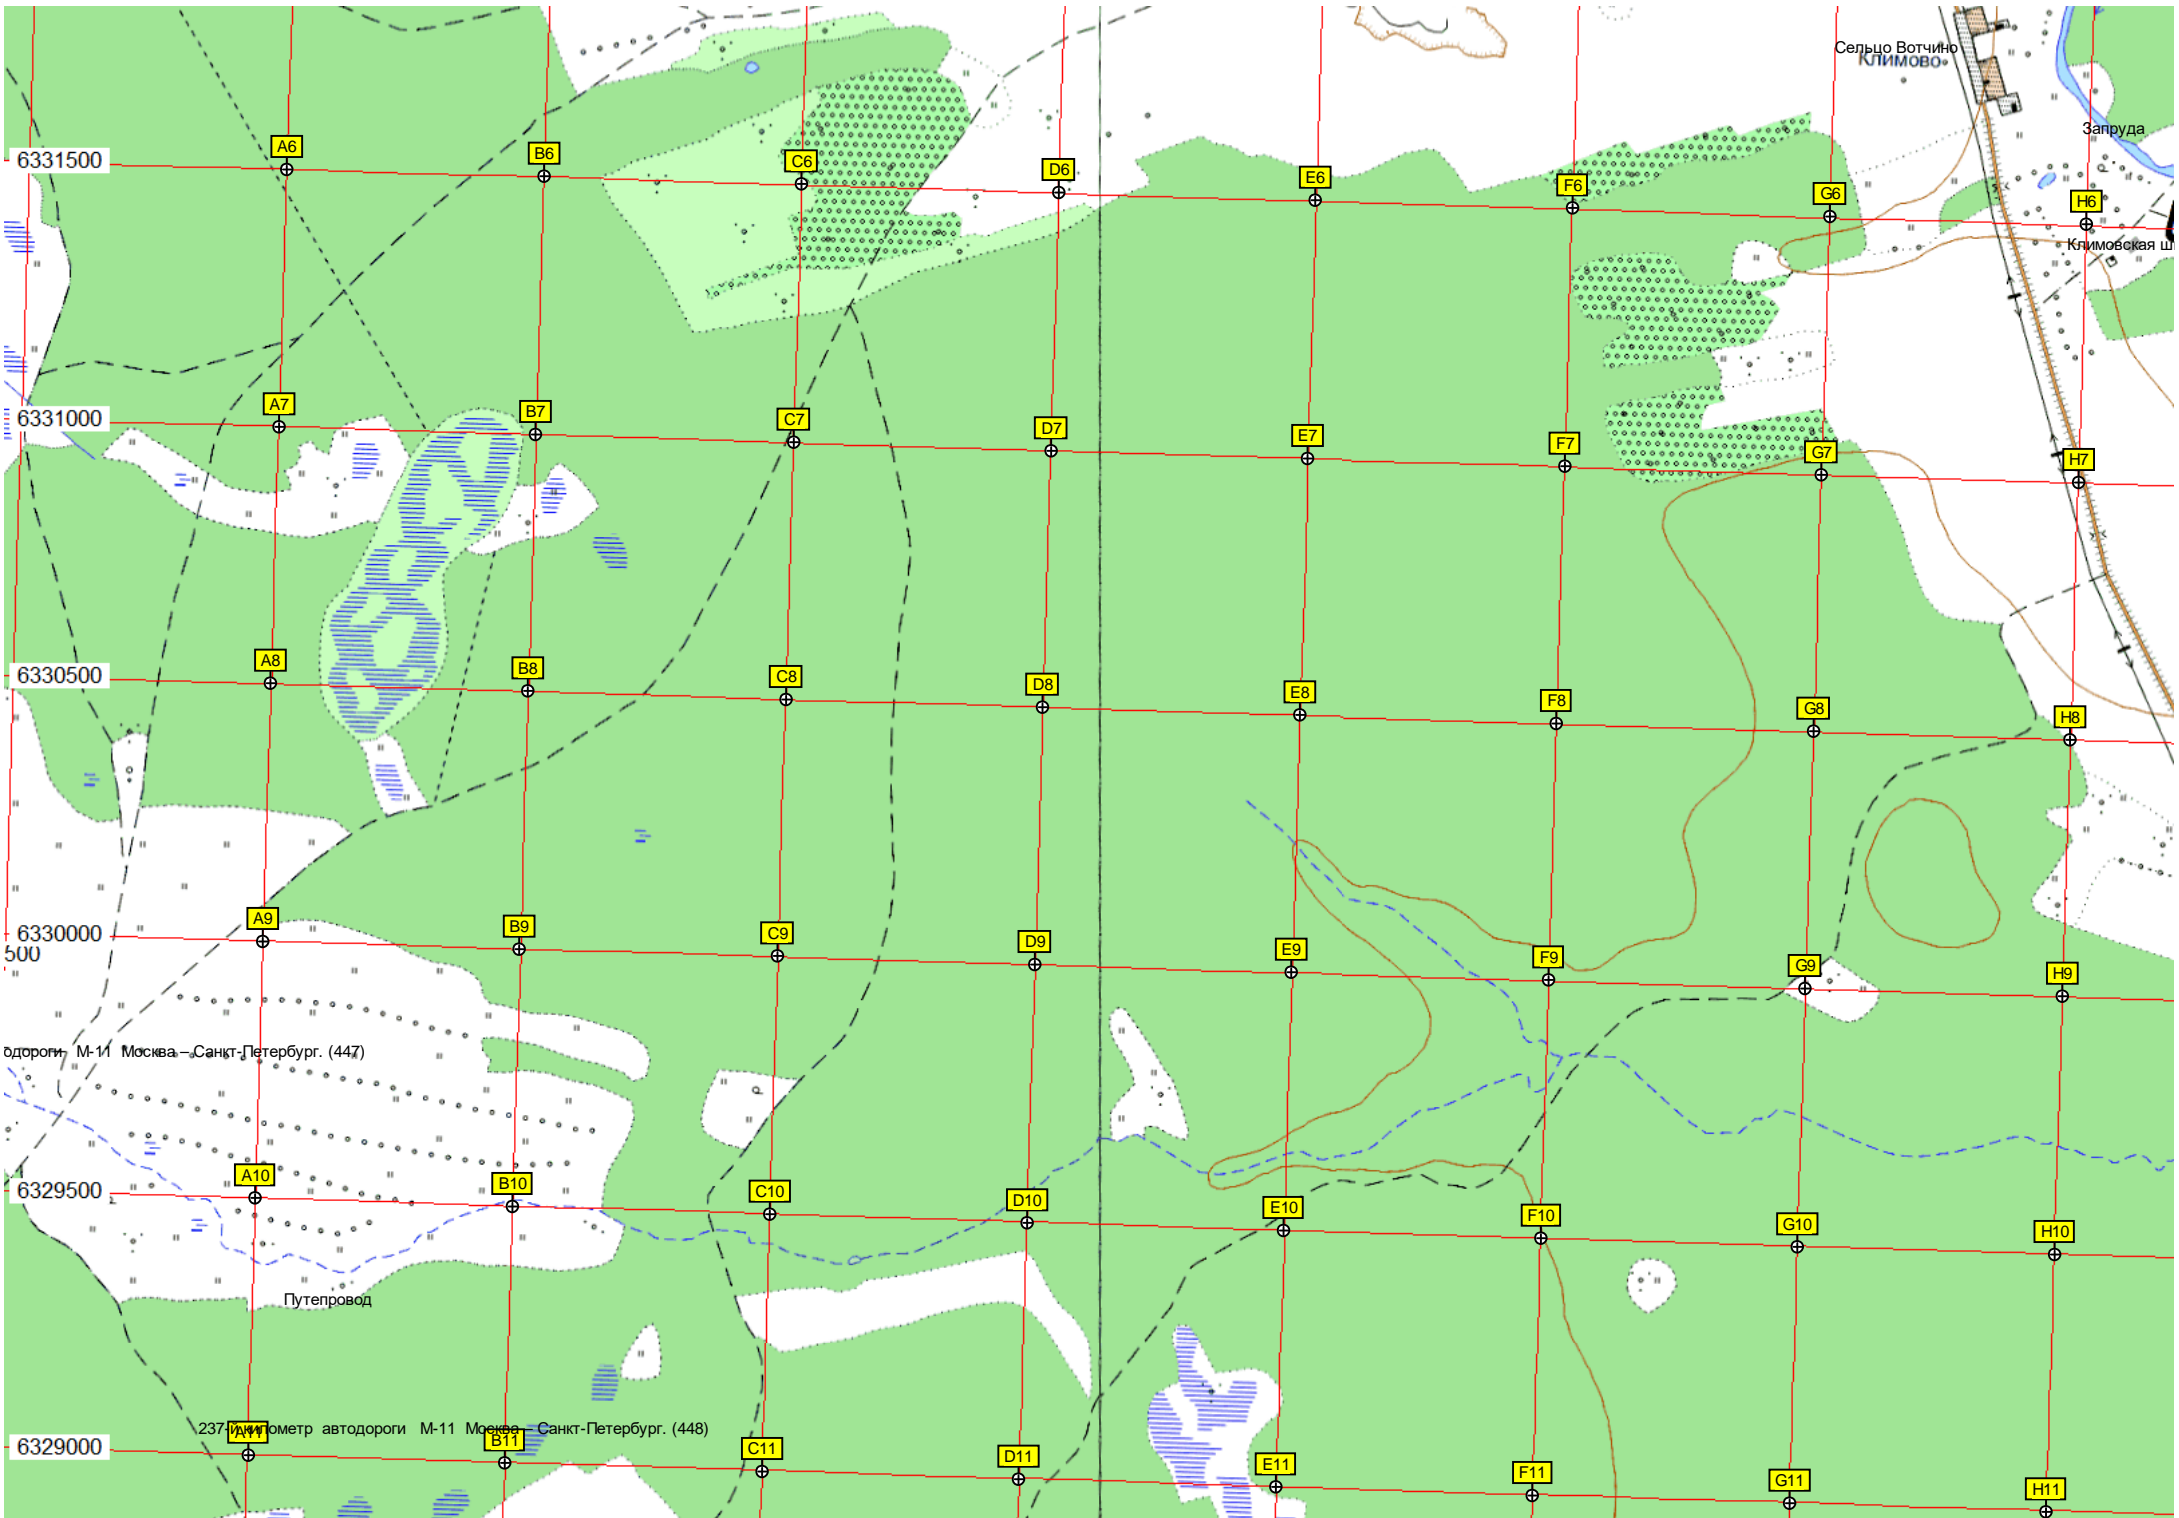 Сельцо Вотчино
Климово
Запруда
6331500
A6
B6
C6
D6
E6
F6
G6
H6
Климовская ш
6331000
A7
B7
C7
D7
E7
F7
G7
H7
6330500
A8
B8
C8
D8
E8
F8
G8
H8
6330000
A9
B9
C9
D9
E9
F9
G9
H9
500
одороги М-11 Москва – Санкт-Петербург. (447)
6329500
A10
B10
C10
D10
E10
F10
G10
H10
Путепровод
237-й километр автодороги М-11 Москва – Санкт-Петербург. (448)
6329000
A11
B11
C11
D11
E11
F11
G11
H11